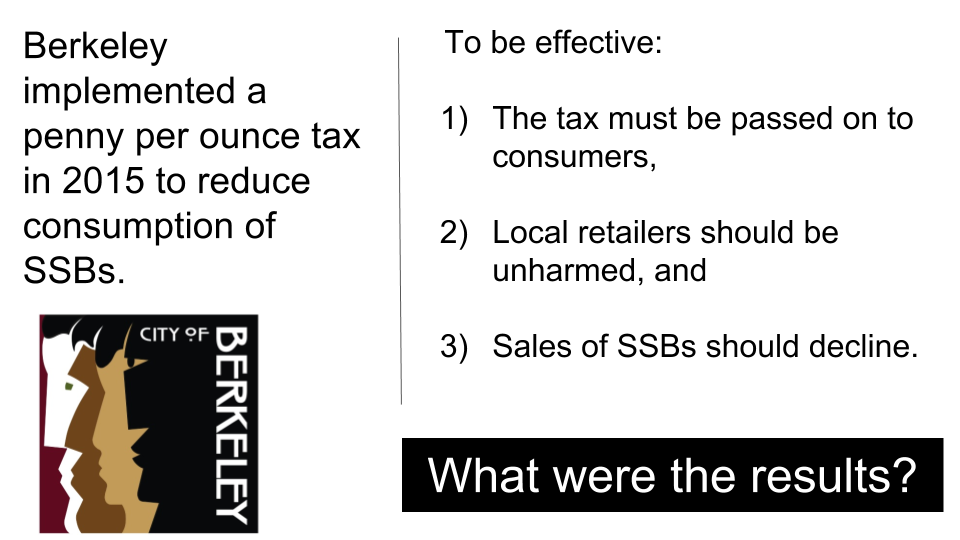 Berkeley
implemented a
penny per ounce tax
in 2015 to reduce
consumption of
SSBs.
CITY OF
BERKELEY
To be effective:
1) The tax must be passed on to
consumers,
2) Local retailers should be
unharmed, and
3) Sales of SSBs should decline.
What were the results?